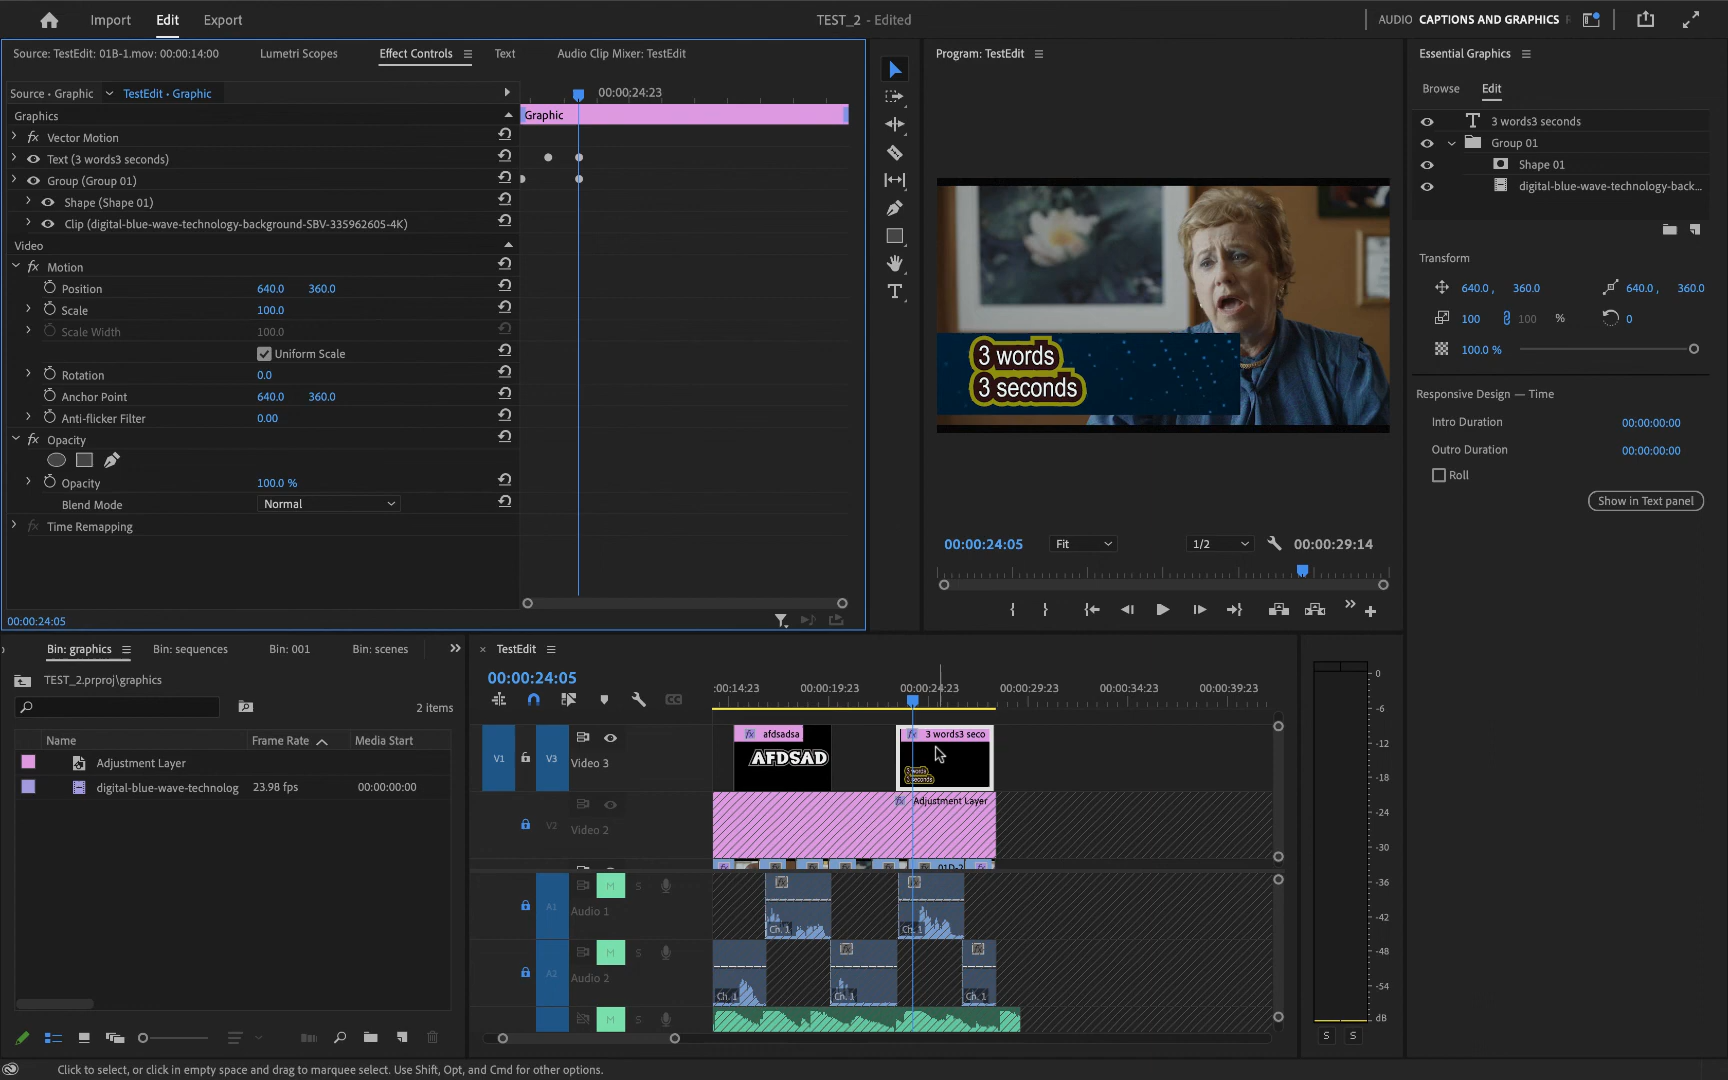 Import Edit Export
TEST_2 - Edited
AUDIO CAPTIONS AND GRAPHICS
Source: TestEdit: 01B-1.mov: 00:00:14:00
Lumetri Scopes
Effect Controls
Text
Audio Clip Mixer: TestEdit
Source · Graphic
TestEdit · Graphic
00:00:24:23
Graphics
Graphic
fx Vector Motion
Text (3 words3 seconds)
Group (Group 01)
Shape (Shape 01)
Clip (digital-blue-wave-technology-background-SBV-335962605-4K)
Video
fx Motion
Position 640.0 360.0
Scale 100.0
Scale Width 100.0
Uniform Scale
Rotation 0.0
Anchor Point 640.0 360.0
Anti-flicker Filter 0.00
fx Opacity
Opacity 100.0 %
Blend Mode Normal
fx Time Remapping
00:00:24:05
Program: TestEdit
3 words
3 seconds
00:00:24:05 Fit 1/2 00:00:29:14
Essential Graphics
Browse Edit
T 3 words3 seconds
Group 01
Shape 01
digital-blue-wave-technology-back...
Transform
640.0 , 360.0 640.0 , 360.0
100 100 % 0
100.0 %
Responsive Design — Time
Intro Duration 00:00:00:00
Outro Duration 00:00:00:00
Roll
Show in Text panel
Bin: graphics Bin: sequences Bin: 001 Bin: scenes
TEST_2.prproj\graphics
2 items
Name Frame Rate Media Start
Adjustment Layer
digital-blue-wave-technolog 23.98 fps 00:00:00:00
× TestEdit
00:00:24:05
:00:14:23 00:00:19:23 00:00:24:23 00:00:29:23 00:00:34:23 00:00:39:23
V1 V3 Video 3
fx afdsadsa
AFDSAD
fx 3 words3 seco
3 words
3 seconds
V2 Video 2
fx Adjustment Layer
01D-2
A1 M S Audio 1
Ch. 1 Ch. 1
A2 M S Audio 2
Ch. 1 Ch. 1 Ch. 1
M S
0
-6
-12
-18
-24
-30
-36
-42
-48
-54
dB
S S
Click to select, or click in empty space and drag to marquee select. Use Shift, Opt, and Cmd for other options.